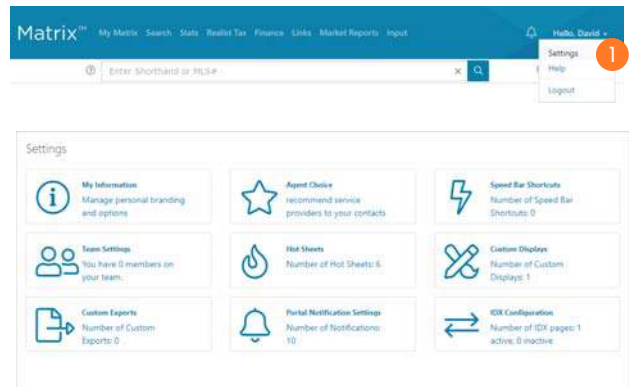 Matrix™ My Matrix Search Stats Realist Tax Finance Links Market Reports Input Hello, David
Settings
1
Enter Shorthand or MLS#
Help
Logout
Settings
My Information
Manage personal branding
and options
Agent Choice
recommend service
providers to your contacts
Speed Bar Shortcuts
Number of Speed Bar
Shortcuts: 0
Team Settings
You have 0 members on
your team.
Hot Sheets
Number of Hot Sheets: 6
Custom Displays
Number of Custom
Displays: 1
Custom Exports
Number of Custom
Exports: 0
Portal Notification Settings
Number of Notifications:
10
IDX Configuration
Number of IDX pages: 1
active, 0 inactive